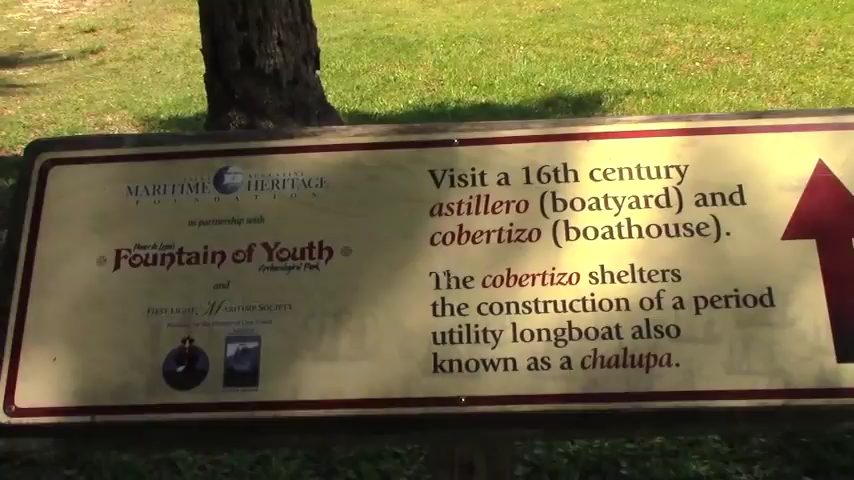 SAINT AUGUSTINE
MARITIME HERITAGE
FOUNDATION
in partnership with
Ponce de Leon's
Fountain of Youth
Archaeological Park
and
FIRST LIGHT MARITIME SOCIETY
Visit a 16th century
astillero (boatyard) and
cobertizo (boathouse).
The cobertizo shelters
the construction of a period
utility longboat also
known as a chalupa.